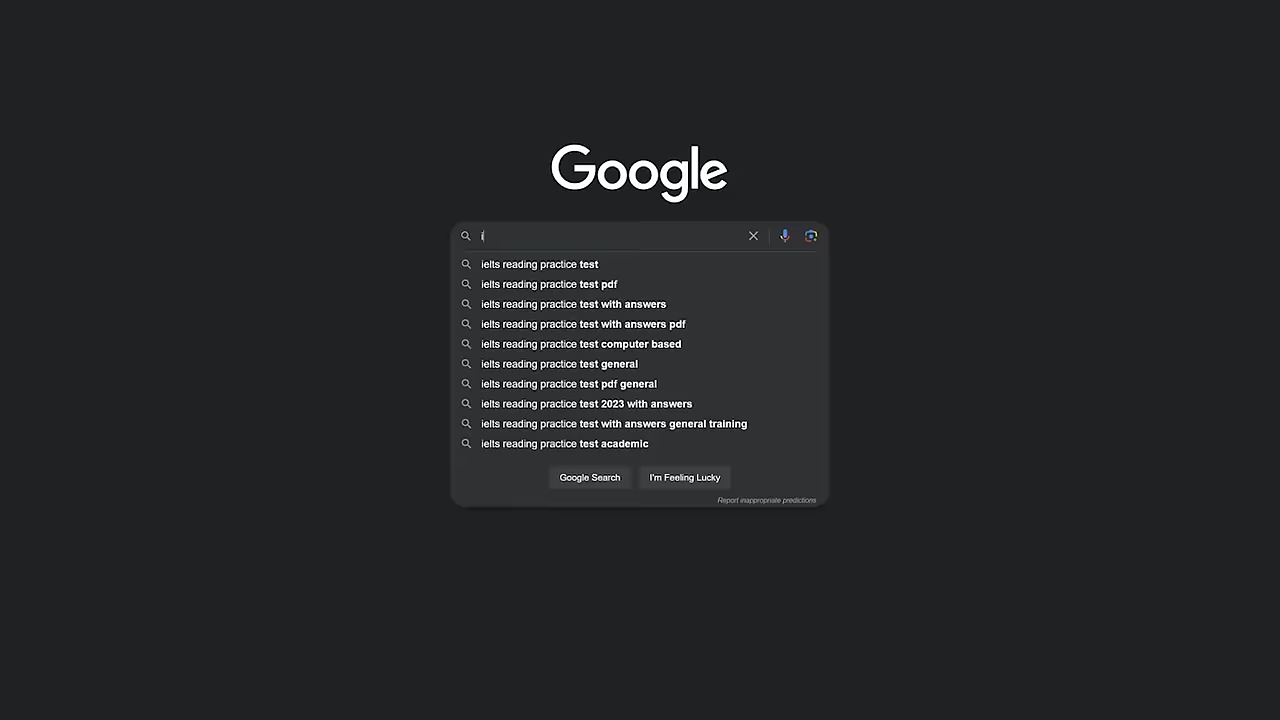 Google
i
ielts reading practice test
ielts reading practice test pdf
ielts reading practice test with answers
ielts reading practice test with answers pdf
ielts reading practice test computer based
ielts reading practice test general
ielts reading practice test pdf general
ielts reading practice test 2023 with answers
ielts reading practice test with answers general training
ielts reading practice test academic
Google Search I'm Feeling Lucky
Report inappropriate predictions